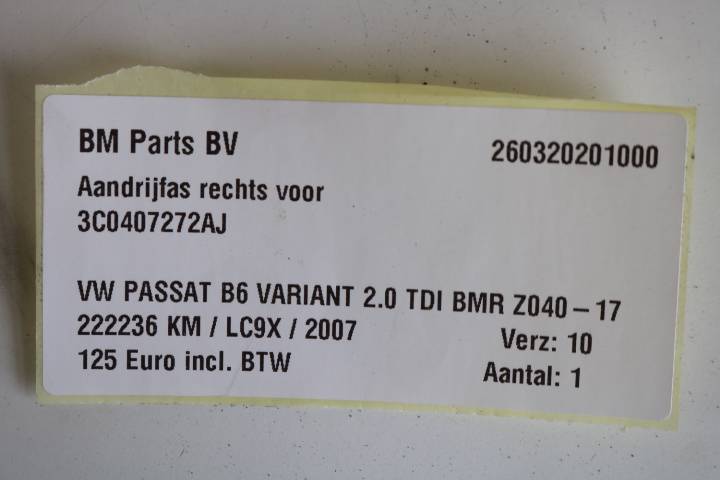 BM Parts BV 260320201000
Aandrijfas rechts voor
3C0407272AJ
VW PASSAT B6 VARIANT 2.0 TDI BMR Z040-17
222236 KM / LC9X / 2007 Verz: 10
125 Euro incl. BTW Aantal: 1